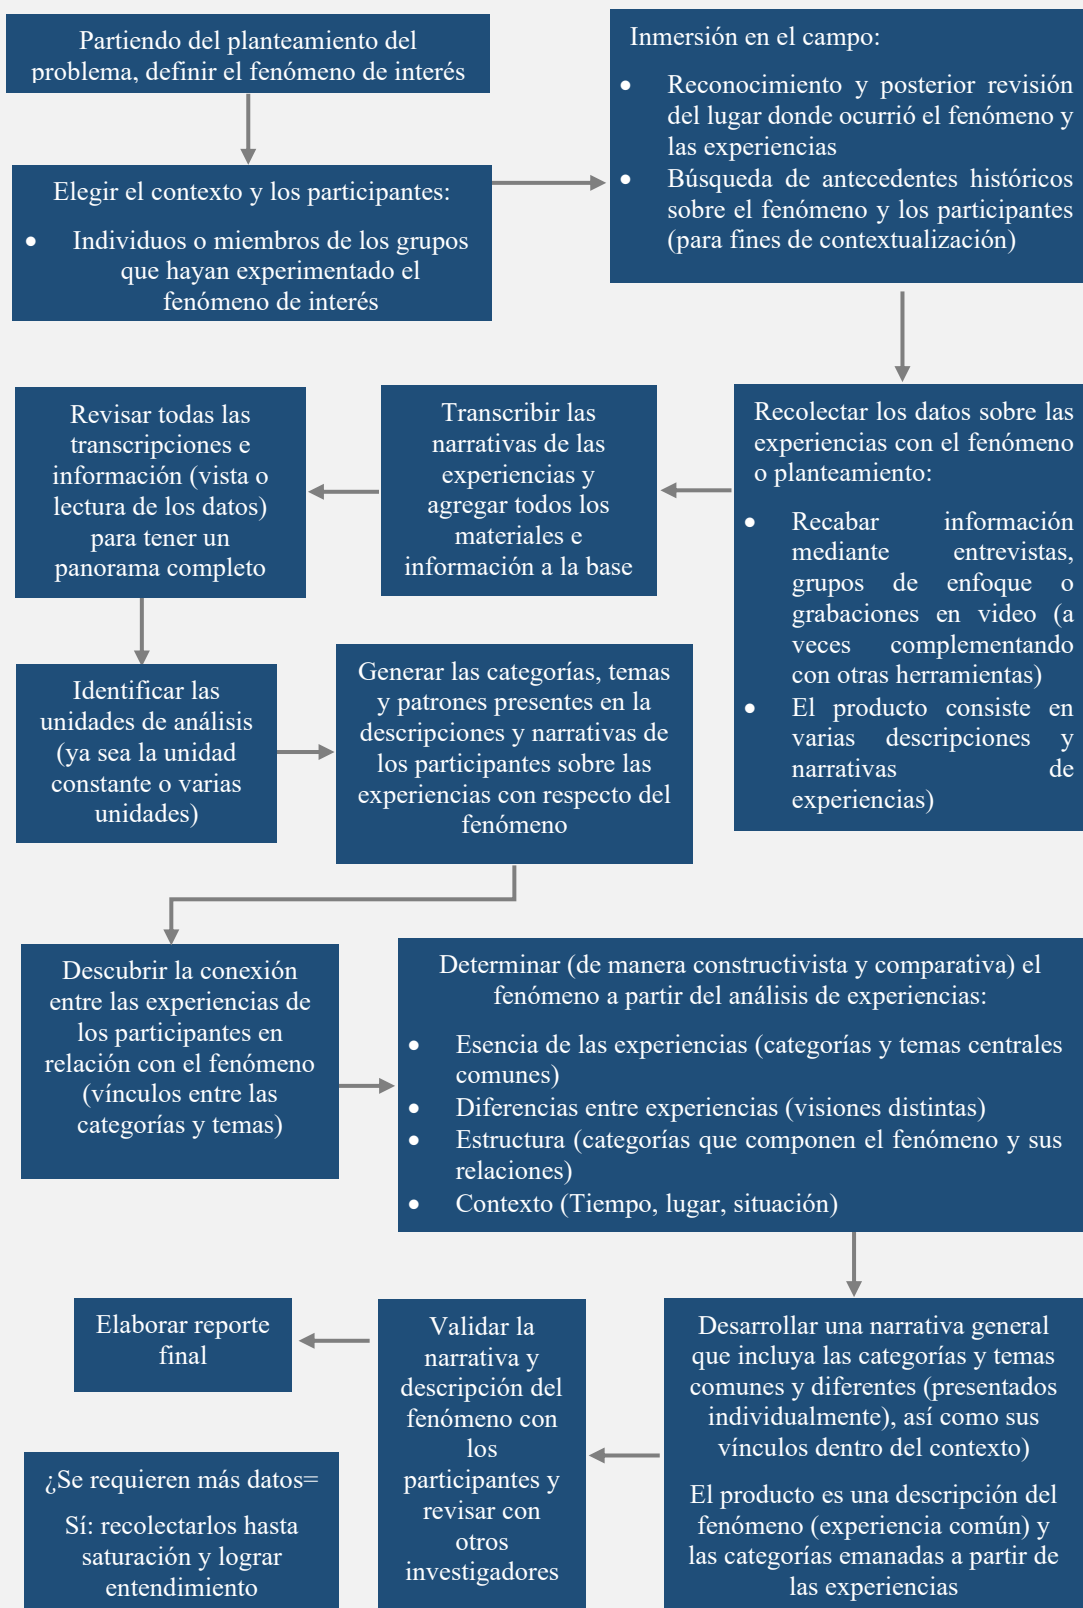 Partiendo del planteamiento del
problema, definir el fenómeno de interés
Elegir el contexto y los participantes:
• Individuos o miembros de los grupos
que hayan experimentado el
fenómeno de interés
Inmersión en el campo:
• Reconocimiento y posterior revisión
del lugar donde ocurrió el fenómeno y
las experiencias
• Búsqueda de antecedentes históricos
sobre el fenómeno y los participantes
(para fines de contextualización)
Recolectar los datos sobre las
experiencias con el fenómeno
o planteamiento:
• Recabar información
mediante entrevistas,
grupos de enfoque o
grabaciones en video (a
veces complementando
con otras herramientas)
• El producto consiste en
varias descripciones y
narrativas de
experiencias)
Transcribir las
narrativas de las
experiencias y
agregar todos los
materiales e
información a la base
Revisar todas las
transcripciones e
información (vista o
lectura de los datos)
para tener un
panorama completo
Identificar las
unidades de análisis
(ya sea la unidad
constante o varias
unidades)
Generar las categorías, temas
y patrones presentes en la
descripciones y narrativas de
los participantes sobre las
experiencias con respecto del
fenómeno
Descubrir la conexión
entre las experiencias de
los participantes en
relación con el fenómeno
(vínculos entre las
categorías y temas)
Determinar (de manera constructivista y comparativa) el
fenómeno a partir del análisis de experiencias:
• Esencia de las experiencias (categorías y temas centrales
comunes)
• Diferencias entre experiencias (visiones distintas)
• Estructura (categorías que componen el fenómeno y sus
relaciones)
• Contexto (Tiempo, lugar, situación)
Desarrollar una narrativa general
que incluya las categorías y temas
comunes y diferentes (presentados
individualmente), así como sus
vínculos dentro del contexto)
El producto es una descripción del
fenómeno (experiencia común) y
las categorías emanadas a partir de
las experiencias
Validar la
narrativa y
descripción del
fenómeno con
los
participantes y
revisar con
otros
investigadores
Elaborar reporte
final
¿Se requieren más datos=
Sí: recolectarlos hasta
saturación y lograr
entendimiento